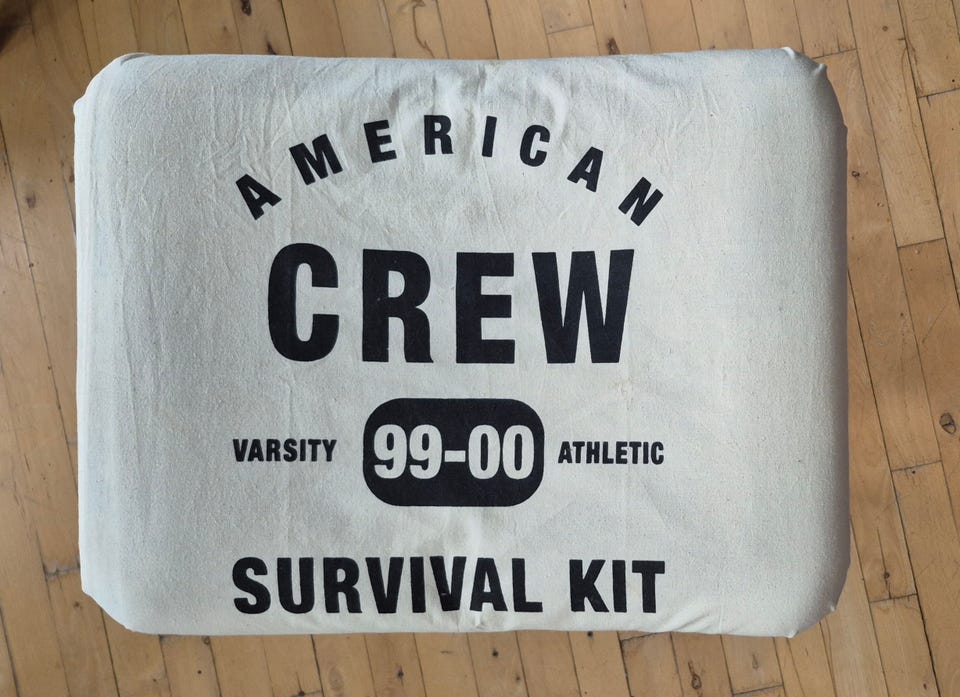 AMERICAN
CREW
VARSITY 99-00 ATHLETIC
SURVIVAL KIT